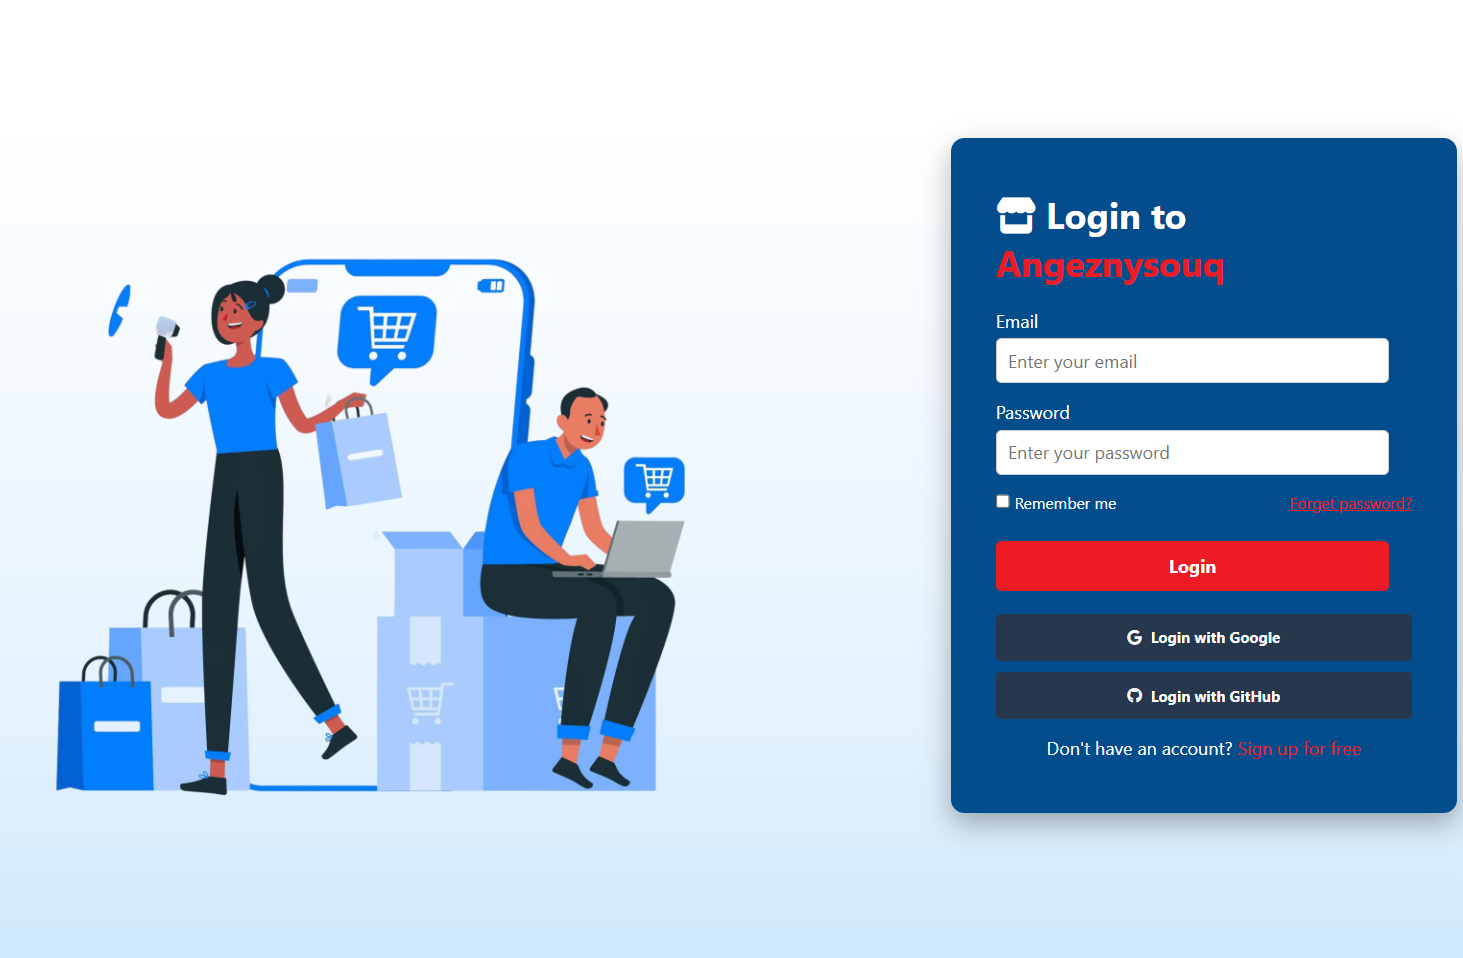 Login to
Angeznysouq
Email
Enter your email
Password
Enter your password
Remember me
Forget password?
Login
Login with Google
Login with GitHub
Don't have an account? Sign up for free